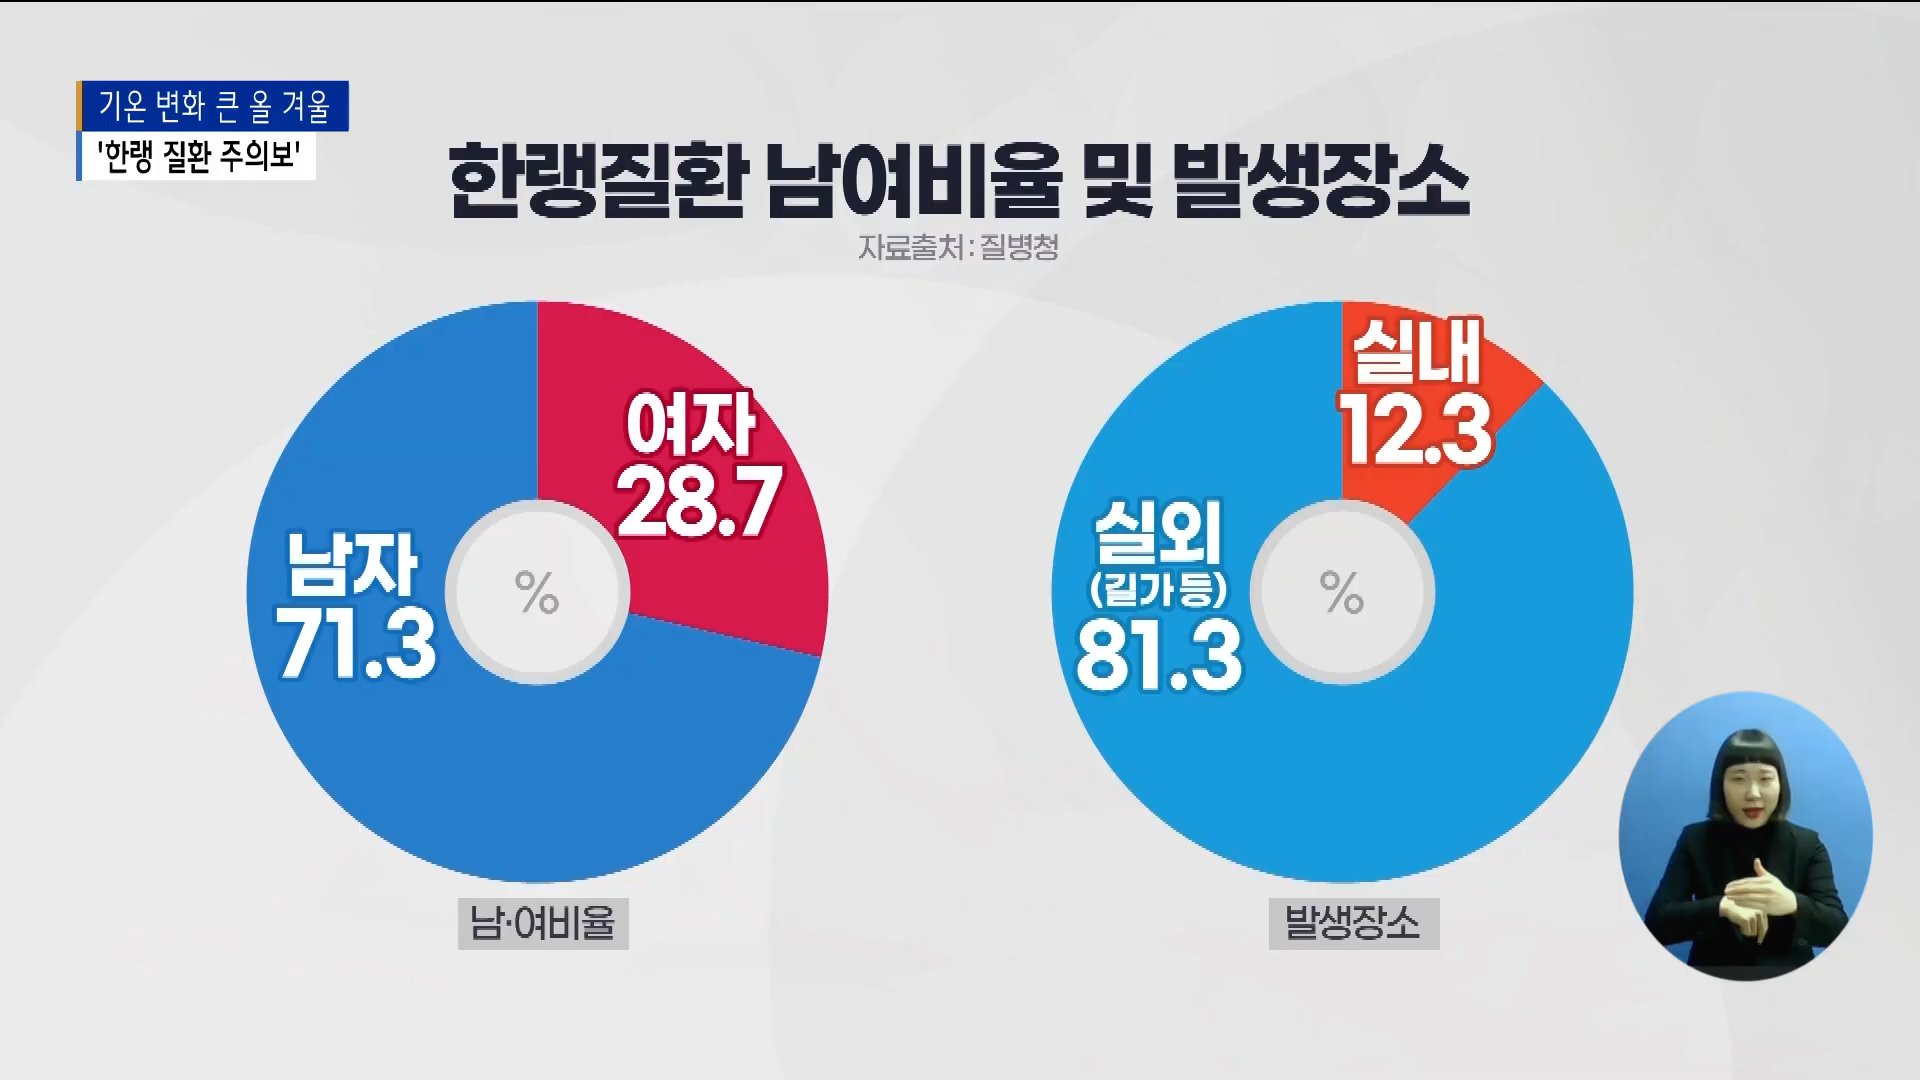 기온 변화 큰 올 겨울
'한랭 질환 주의보'
한랭질환 남여비율 및 발생장소
자료출처 : 질병청
여자
28.7
남자
71.3
%
남·여비율
실내
12.3
실외
(길가 등)
81.3
%
발생장소